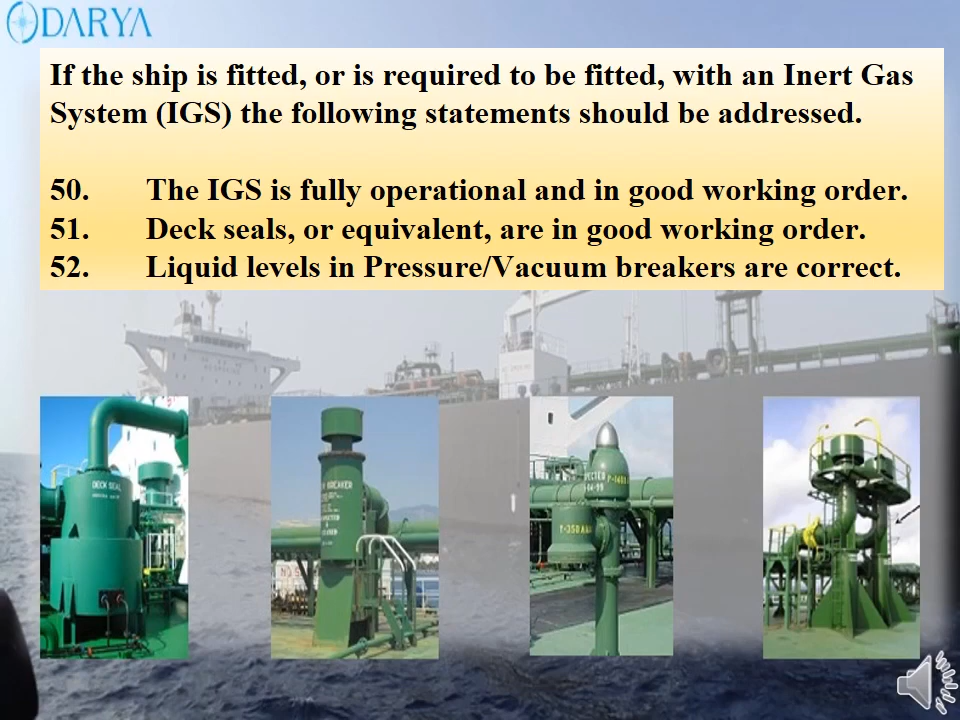 DARYA
If the ship is fitted, or is required to be fitted, with an Inert Gas
System (IGS) the following statements should be addressed.
50. The IGS is fully operational and in good working order.
51. Deck seals, or equivalent, are in good working order.
52. Liquid levels in Pressure/Vacuum breakers are correct.
DECK SEAL
BREAKER